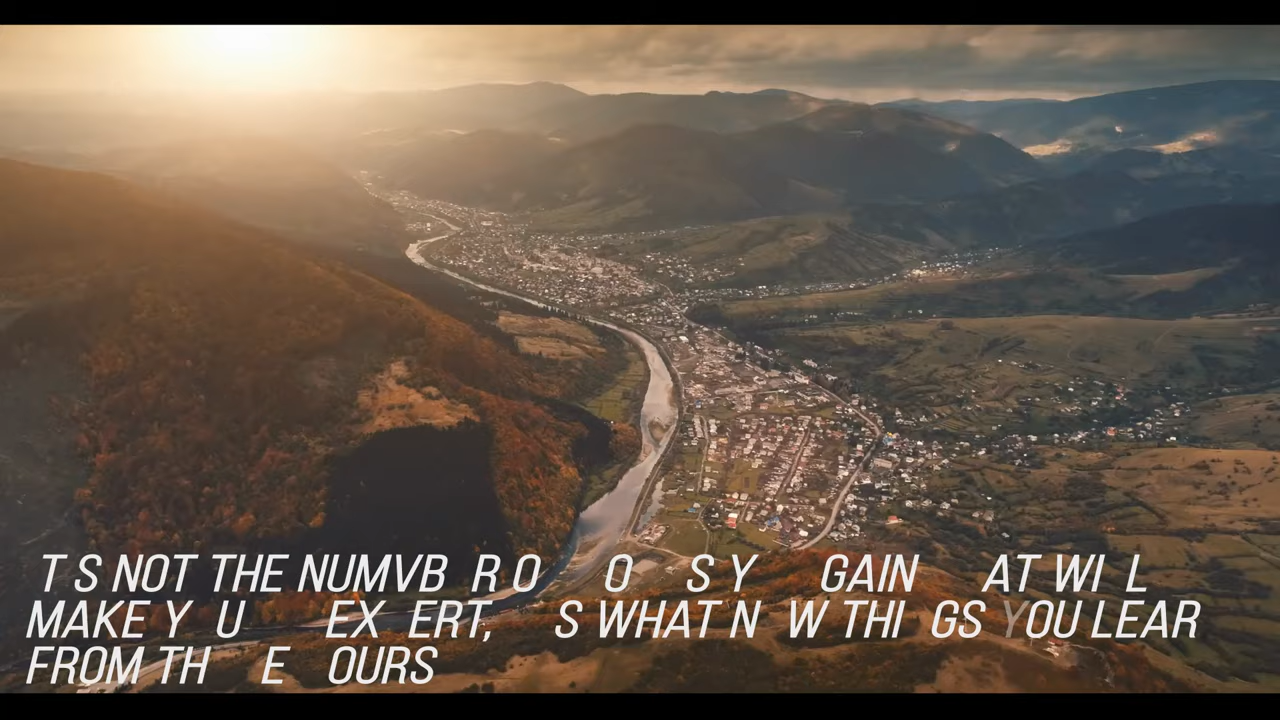 T S NOT THE NUMVB R O O S Y GAIN AT WI L
MAKE Y U EX ERT, S WHAT N W THI GS YOU LEAR
FROM TH E OURS